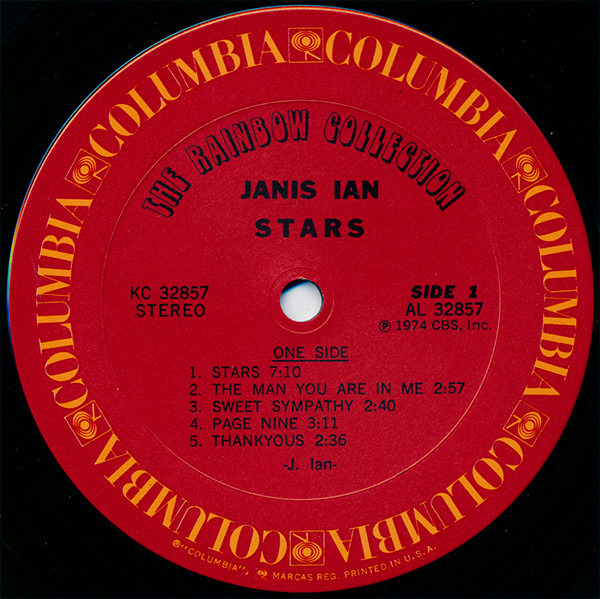 COLUMBIA COLUMBIA COLUMBIA COLUMBIA COLUMBIA COLUMBIA COLUMBIA COLUMBIA
THE RAINBOW COLLECTION
JANIS IAN
STARS
KC 32857
STEREO
SIDE 1
AL 32857
Ⓟ 1974 CBS, Inc.
ONE SIDE
1. STARS 7:10
2. THE MAN YOU ARE IN ME 2:57
3. SWEET SYMPATHY 2:40
4. PAGE NINE 3:11
5. THANKYOUS 2:36
-J. Ian-
®"COLUMBIA", MARCAS REG. PRINTED IN U.S.A.